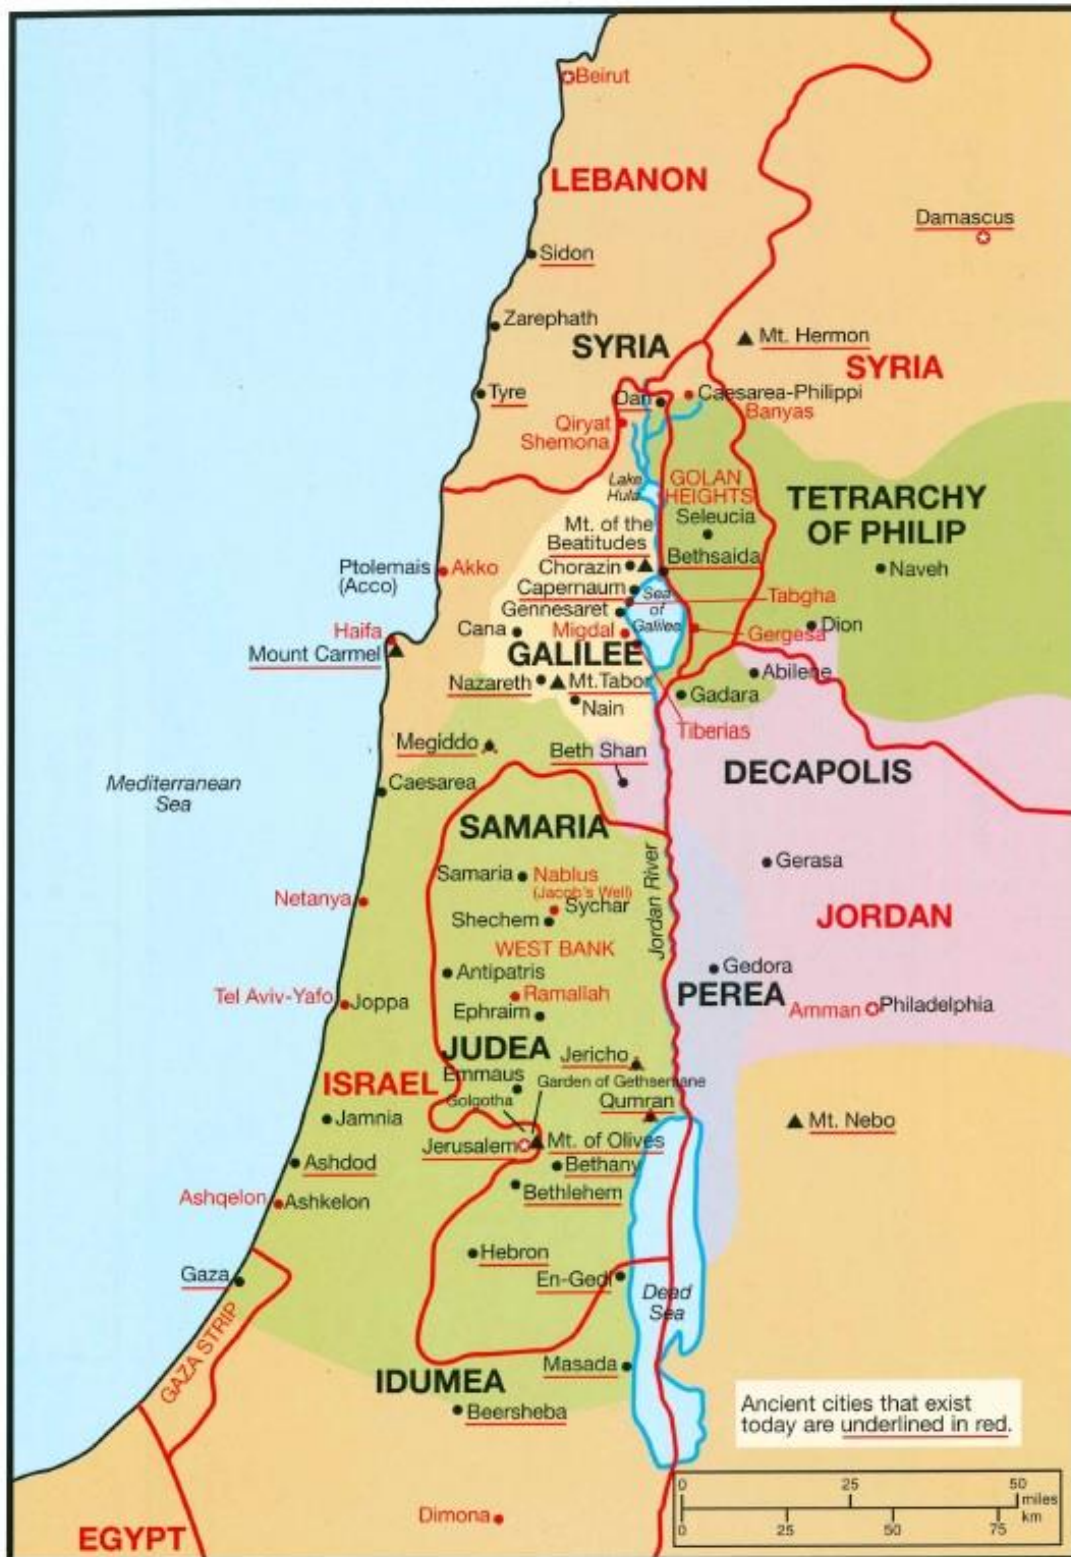 Beirut
LEBANON
Damascus
Sidon
Zarephath
SYRIA
Mt. Hermon
SYRIA
Tyre
Dan
Caesarea-Philippi
Banyas
Qiryat
Shemona
Lake
Hula
GOLAN
HEIGHTS
Seleucia
TETRARCHY
OF PHILIP
Mt. of the
Beatitudes
Bethsaida
Naveh
Ptolemais
(Acco)
Akko
Chorazin
Capernaum
Sea
of
Galilee
Tabgha
Gennesaret
Haifa
Mount Carmel
Cana
Migdal
Gergesa
Dion
GALILEE
Abilene
Nazareth
Mt.Tabor
Gadara
Nain
Tiberias
Megiddo
Beth Shan
DECAPOLIS
Mediterranean
Sea
Caesarea
SAMARIA
Jordan River
Gerasa
Samaria
Nablus
(Jacob's Well)
Netanya
Sychar
Shechem
JORDAN
WEST BANK
Antipatris
Gedora
Tel Aviv-Yafo
Joppa
Ramallah
PEREA
Amman
Philadelphia
Ephraim
JUDEA
Jericho
ISRAEL
Emmaus
Garden of Gethsemane
Golgotha
Qumran
Jamnia
Mt. Nebo
Jerusalem
Mt. of Olives
Ashdod
Bethany
Bethlehem
Ashqelon
Ashkelon
Hebron
Gaza
En-Gedi
Dead
Sea
GAZA STRIP
Masada
IDUMEA
Beersheba
Ancient cities that exist
today are underlined in red.
0 25 50
miles
km
0 25 50 75
Dimona
EGYPT